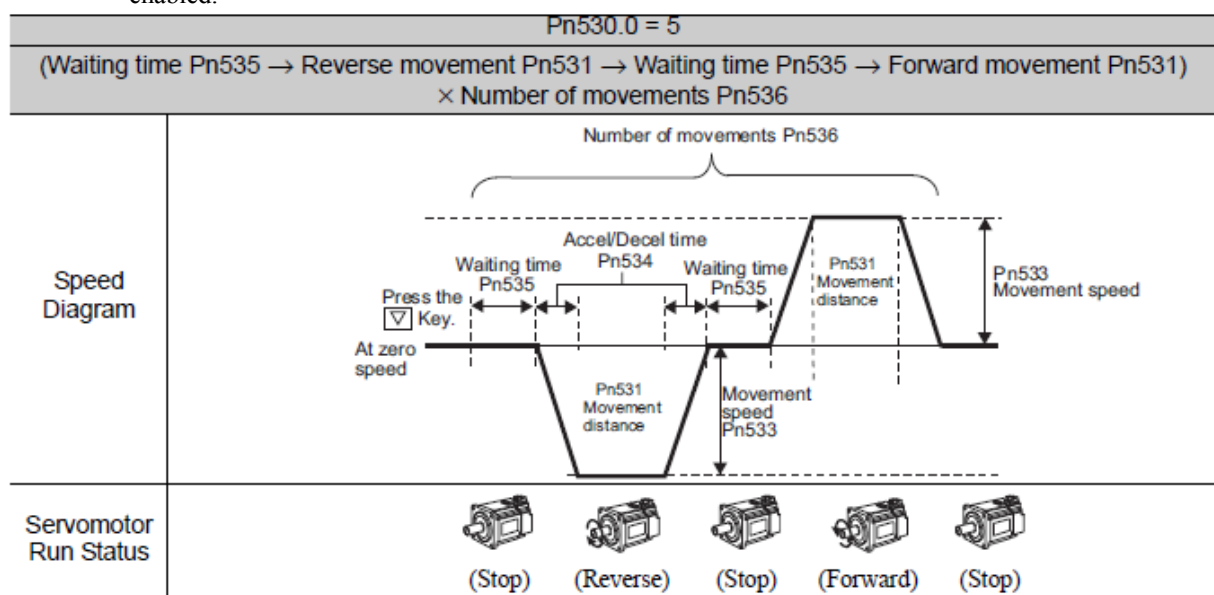 enabled.
Pn530.0 = 5
(Waiting time Pn535 → Reverse movement Pn531 → Waiting time Pn535 → Forward movement Pn531)
× Number of movements Pn536
Speed
Diagram
Number of movements Pn536
Accel/Decel time
Pn534
Waiting time
Pn535
Waiting time
Pn535
Press the
▽ Key.
At zero
speed
Pn531
Movement
distance
Movement
speed
Pn533
Pn531
Movement
distance
Pn533
Movement speed
Servomotor
Run Status
(Stop) (Reverse) (Stop) (Forward) (Stop)